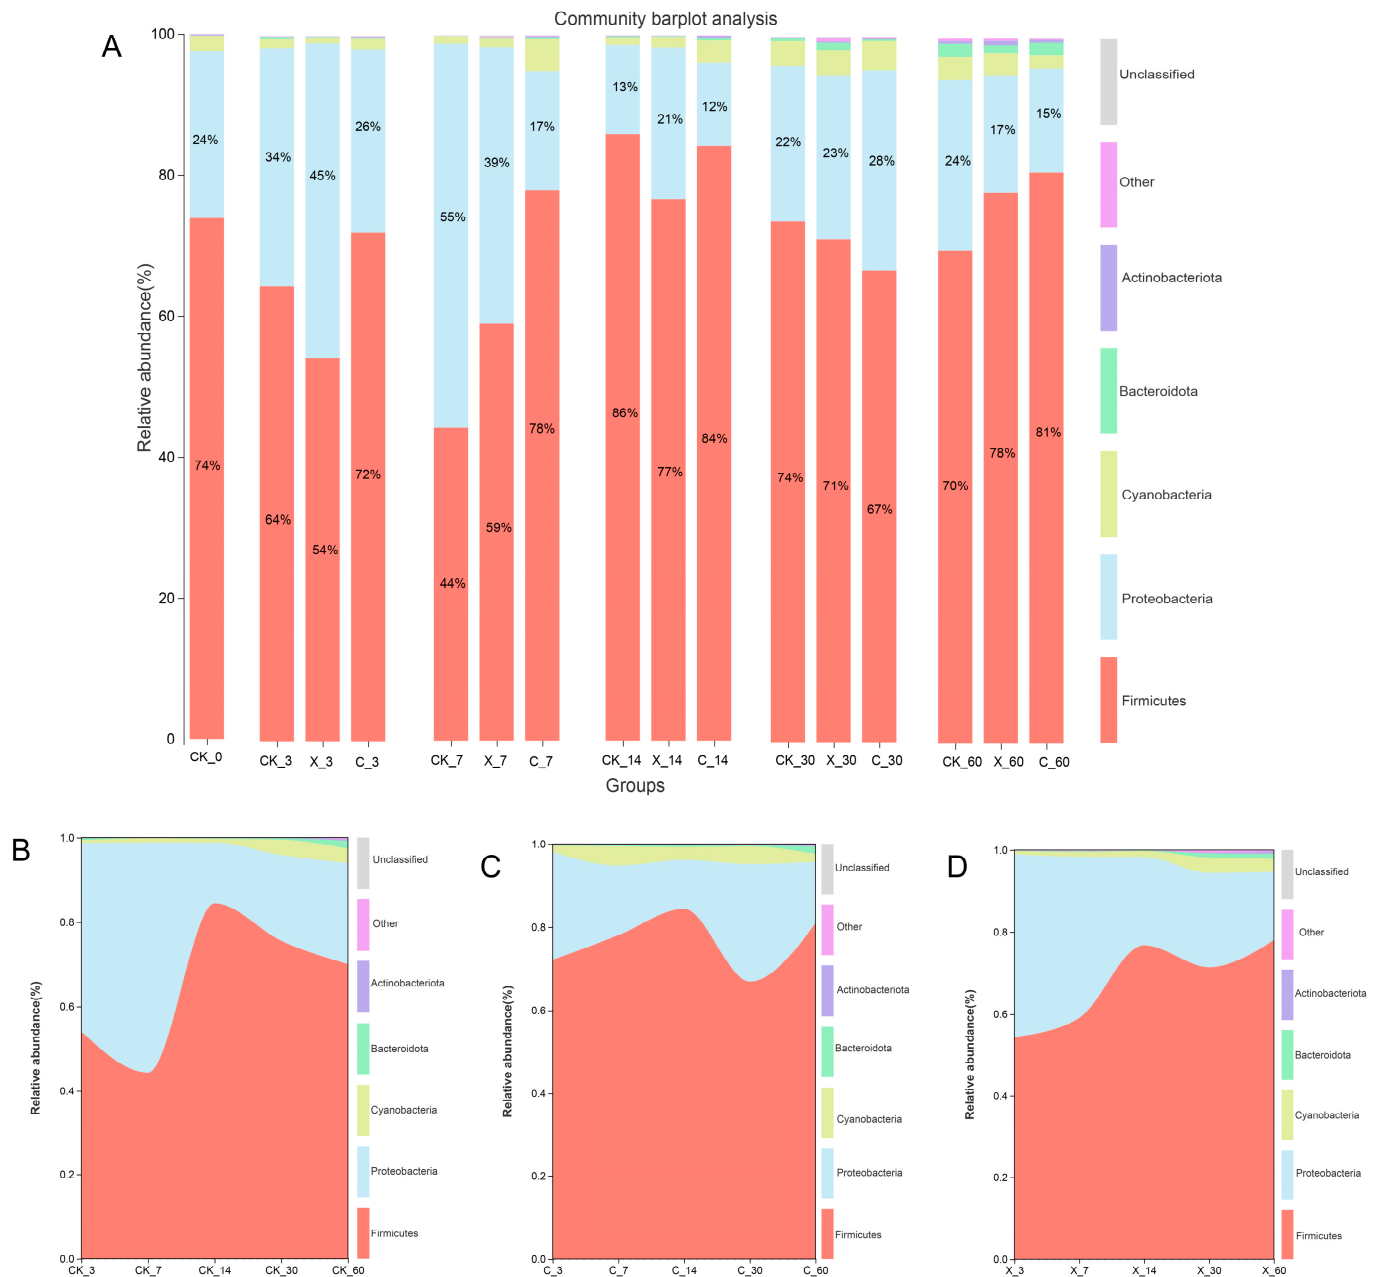 Community barplot analysis
A
Relative abundance(%)
100
80
60
40
20
0
24%
74%
34%
64%
45%
54%
26%
72%
55%
44%
39%
59%
17%
78%
13%
86%
21%
77%
12%
84%
22%
74%
23%
71%
28%
67%
24%
70%
17%
78%
15%
81%
CK_0 CK_3 X_3 C_3 CK_7 X_7 C_7 CK_14 X_14 C_14 CK_30 X_30 C_30 CK_60 X_60 C_60
Groups
Unclassified
Other
Actinobacteriota
Bacteroidota
Cyanobacteria
Proteobacteria
Firmicutes
B
Relative abundance(%)
1.0
0.8
0.6
0.4
0.2
0.0
CK_3 CK_7 CK_14 CK_30 CK_60
Unclassified
Other
Actinobacteriota
Bacteroidota
Cyanobacteria
Proteobacteria
Firmicutes
C
Relative abundance(%)
1.0
0.8
0.6
0.4
0.2
0.0
C_3 C_7 C_14 C_30 C_60
Unclassified
Other
Actinobacteriota
Bacteroidota
Cyanobacteria
Proteobacteria
Firmicutes
D
Relative abundance(%)
1.0
0.8
0.6
0.4
0.2
0.0
X_3 X_7 X_14 X_30 X_60
Unclassified
Other
Actinobacteriota
Bacteroidota
Cyanobacteria
Proteobacteria
Firmicutes